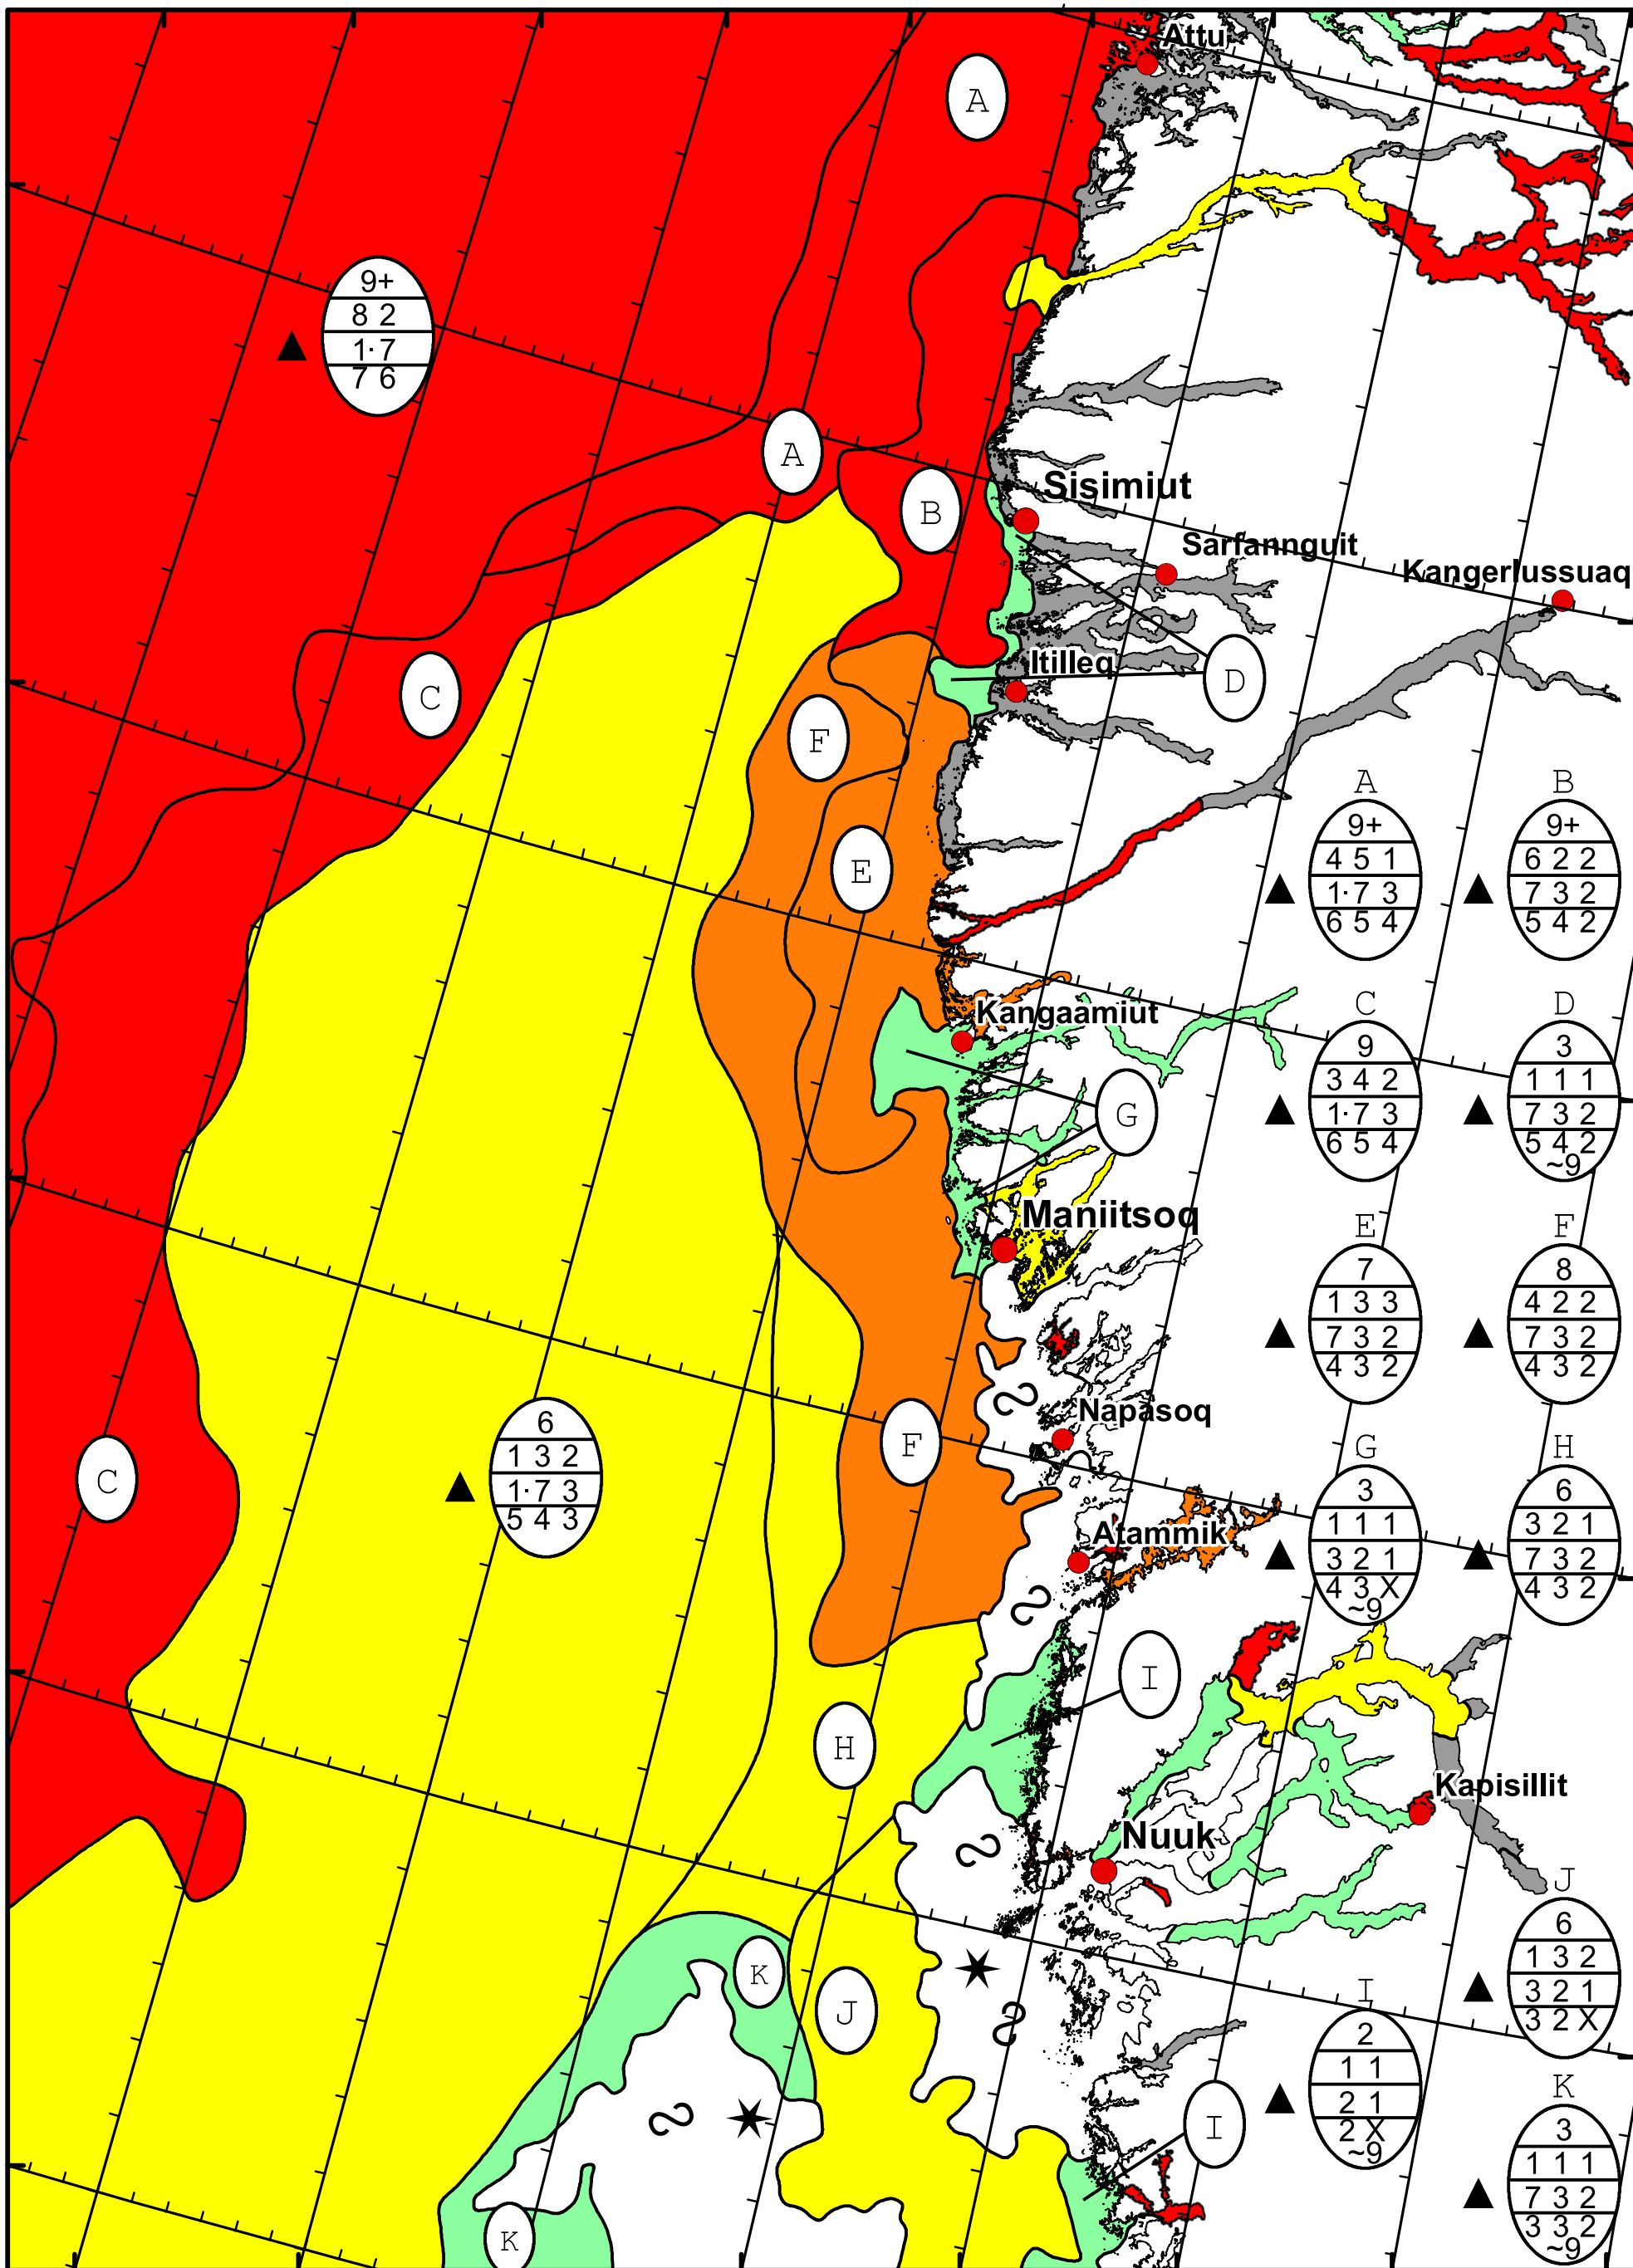 Attu
A
9+
8 2
1·7
7 6
A
Sisimiut
B
Sarfannguit
Kangerlussuaq
Itilleq
D
C
F
E
A
9+
4 5 1
1·7 3
6 5 4
B
9+
6 2 2
7 3 2
5 4 2
Kangaamiut
C
9
3 4 2
1·7 3
6 5 4
D
3
1 1 1
7 3 2
5 4 2
~9
G
Maniitsoq
E
7
1 3 3
7 3 2
4 3 2
F
8
4 2 2
7 3 2
4 3 2
Napasoq
F
C
6
1 3 2
1·7 3
5 4 3
G
3
1 1 1
3 2 1
4 3 X
~9
H
6
3 2 1
7 3 2
4 3 2
Atammik
I
H
Kapisillit
Nuuk
J
6
1 3 2
3 2 1
3 2 X
K
J
I
2
1 1
2 1
2 X
~9
K
3
1 1 1
7 3 2
3 3 2
~9
I
K